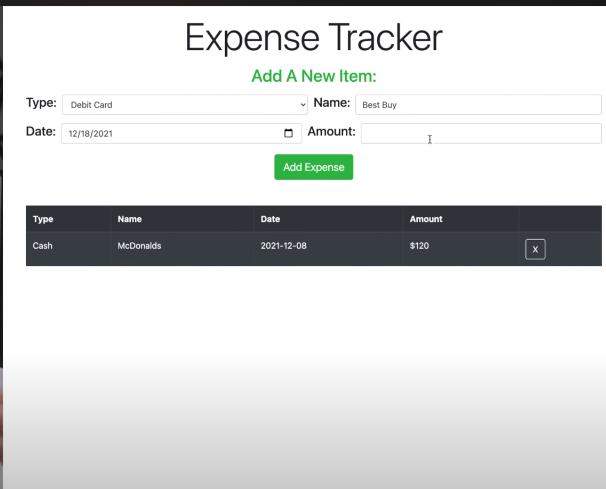 Expense Tracker
Add A New Item:
Type: Debit Card Name: Best Buy
Date: 12/18/2021 Amount:
Add Expense
Type Name Date Amount
Cash McDonalds 2021-12-08 $120 X